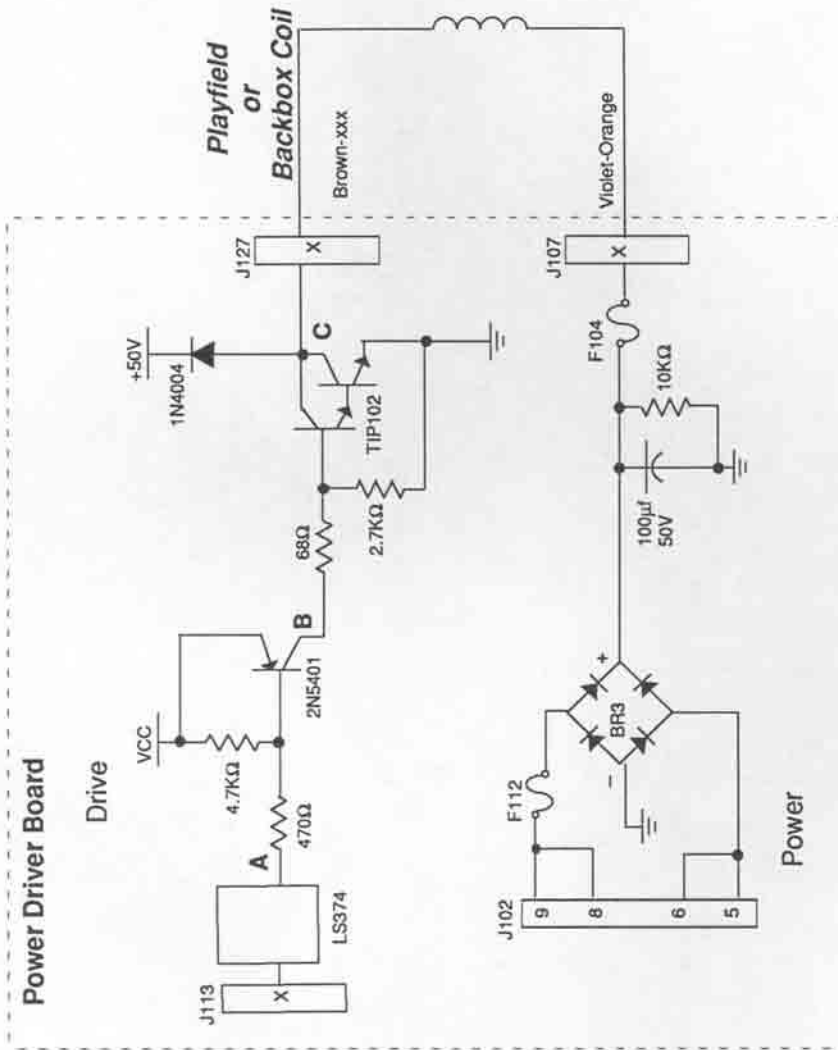 Power Driver Board
Drive
Playfield
or
Backbox Coil
J113
X
LS374
A
470Ω
4.7KΩ
VCC
2N5401
B
68Ω
2.7KΩ
TIP102
C
1N4004
+50V
J127
X
Brown-xxx
Violet-Orange
J107
X
F104
10KΩ
100µf
50V
+
BR3
–
F112
J102
9
8
6
5
Power